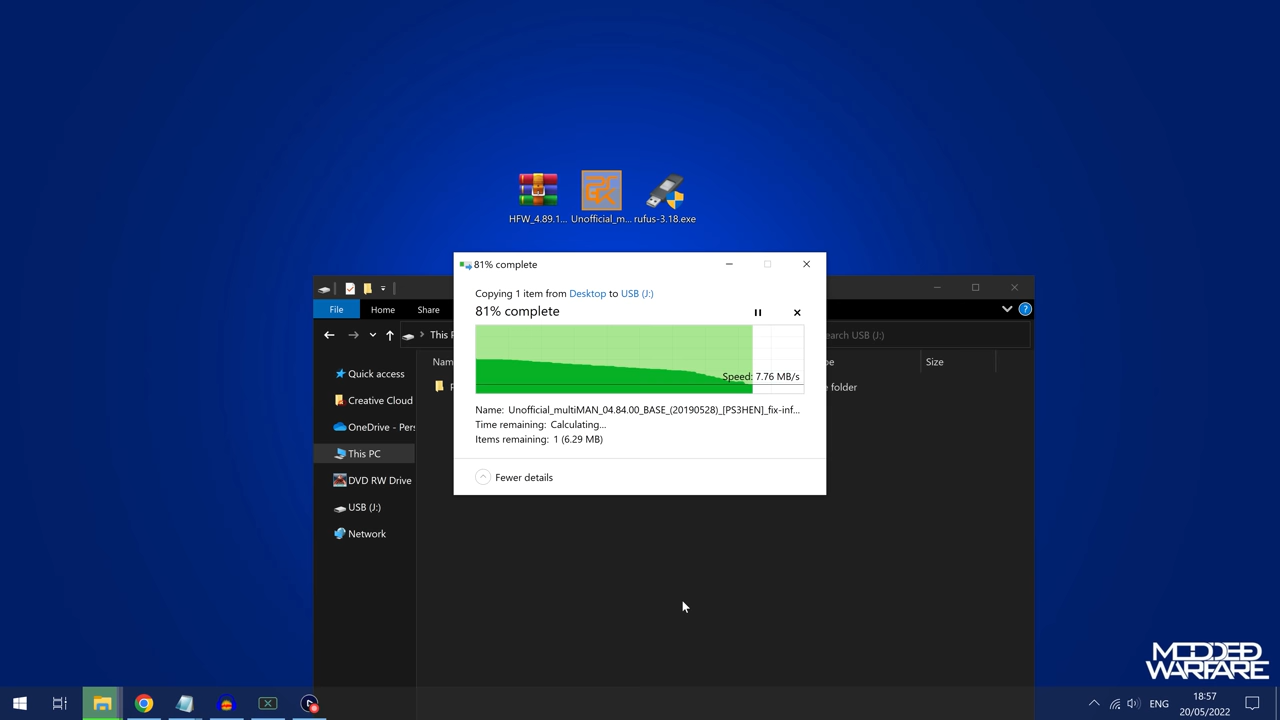 HFW_4.89.1...
Unofficial_m...
rufus-3.18.exe
81% complete
Copying 1 item from Desktop to USB (J:)
81% complete
Speed: 7.76 MB/s
Name: Unofficial_multiMAN_04.84.00_BASE_(20190528)_[PS3HEN]_fix-inf...
Time remaining: Calculating...
Items remaining: 1 (6.29 MB)
Fewer details
File
Home
Share
This P
earch USB (J:)
Nam
pe
Size
Quick access
Creative Cloud
OneDrive - Pers
This PC
DVD RW Drive
USB (J:)
Network
e folder
MODDED
WARFARE
ENG
18:57
20/05/2022